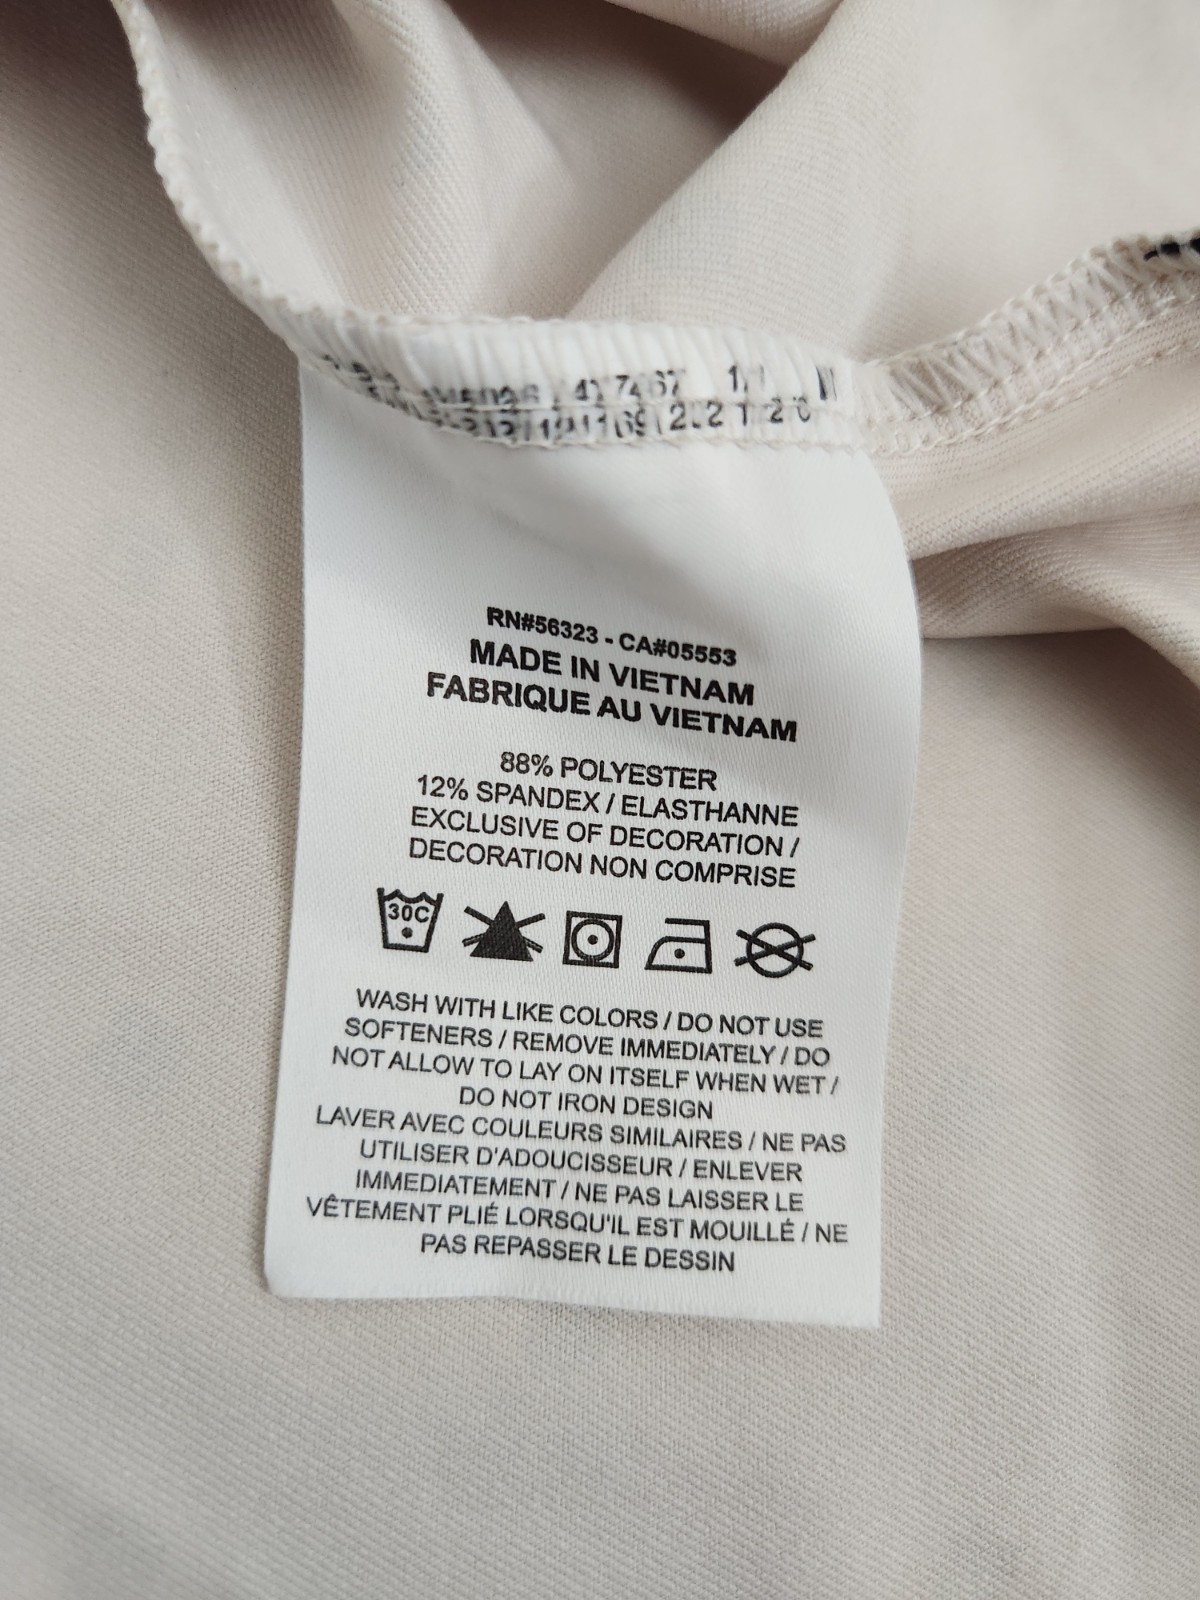 RN#56323 - CA#05553
MADE IN VIETNAM
FABRIQUE AU VIETNAM
88% POLYESTER
12% SPANDEX / ELASTHANNE
EXCLUSIVE OF DECORATION /
DECORATION NON COMPRISE
30C
WASH WITH LIKE COLORS / DO NOT USE
SOFTENERS / REMOVE IMMEDIATELY / DO
NOT ALLOW TO LAY ON ITSELF WHEN WET /
DO NOT IRON DESIGN
LAVER AVEC COULEURS SIMILAIRES / NE PAS
UTILISER D'ADOUCISSEUR / ENLEVER
IMMEDIATEMENT / NE PAS LAISSER LE
VÊTEMENT PLIÉ LORSQU'IL EST MOUILLÉ / NE
PAS REPASSER LE DESSIN